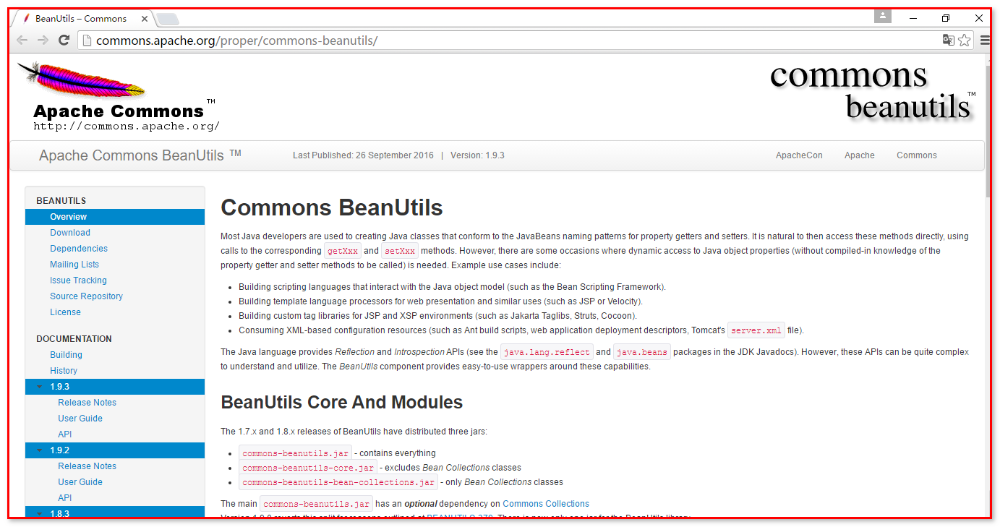 BeanUtils – Commons
commons.apache.org/proper/commons-beanutils/
Apache Commons ™
http://commons.apache.org/
commons
beanutils ™
Apache Commons BeanUtils ™
Last Published: 26 September 2016 | Version: 1.9.3
ApacheCon Apache Commons
BEANUTILS
Overview
Download
Dependencies
Mailing Lists
Issue Tracking
Source Repository
License
DOCUMENTATION
Building
History
1.9.3
Release Notes
User Guide
API
1.9.2
Release Notes
User Guide
API
1.8.3
Commons BeanUtils
Most Java developers are used to creating Java classes that conform to the JavaBeans naming patterns for property getters and setters. It is natural to then access these methods directly, using
calls to the corresponding getXxx and setXxx methods. However, there are some occasions where dynamic access to Java object properties (without compiled-in knowledge of the
property getter and setter methods to be called) is needed. Example use cases include:
• Building scripting languages that interact with the Java object model (such as the Bean Scripting Framework).
• Building template language processors for web presentation and similar uses (such as JSP or Velocity).
• Building custom tag libraries for JSP and XSP environments (such as Jakarta Taglibs, Struts, Cocoon).
• Consuming XML-based configuration resources (such as Ant build scripts, web application deployment descriptors, Tomcat's server.xml file).
The Java language provides Reflection and Introspection APIs (see the java.lang.reflect and java.beans packages in the JDK Javadocs). However, these APIs can be quite complex
to understand and utilize. The BeanUtils component provides easy-to-use wrappers around these capabilities.
BeanUtils Core And Modules
The 1.7.x and 1.8.x releases of BeanUtils have distributed three jars:
• commons-beanutils.jar - contains everything
• commons-beanutils-core.jar - excludes Bean Collections classes
• commons-beanutils-bean-collections.jar - only Bean Collections classes
The main commons-beanutils.jar has an optional dependency on Commons Collections